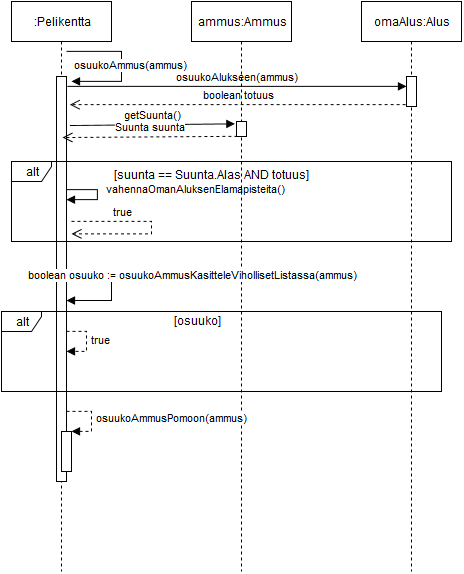 :Pelikentta
ammus:Ammus
omaAlus:Alus
osuukoAmmus(ammus)
osuukoAlukseen(ammus)
boolean totuus
getSuunta()
Suunta suunta
alt
[suunta == Suunta.Alas AND totuus]
vahennaOmanAluksenElamapisteita()
true
boolean osuuko := osuukoAmmusKasitteleVihollisetListassa(ammus)
alt
[osuuko]
true
osuukoAmmusPomoon(ammus)